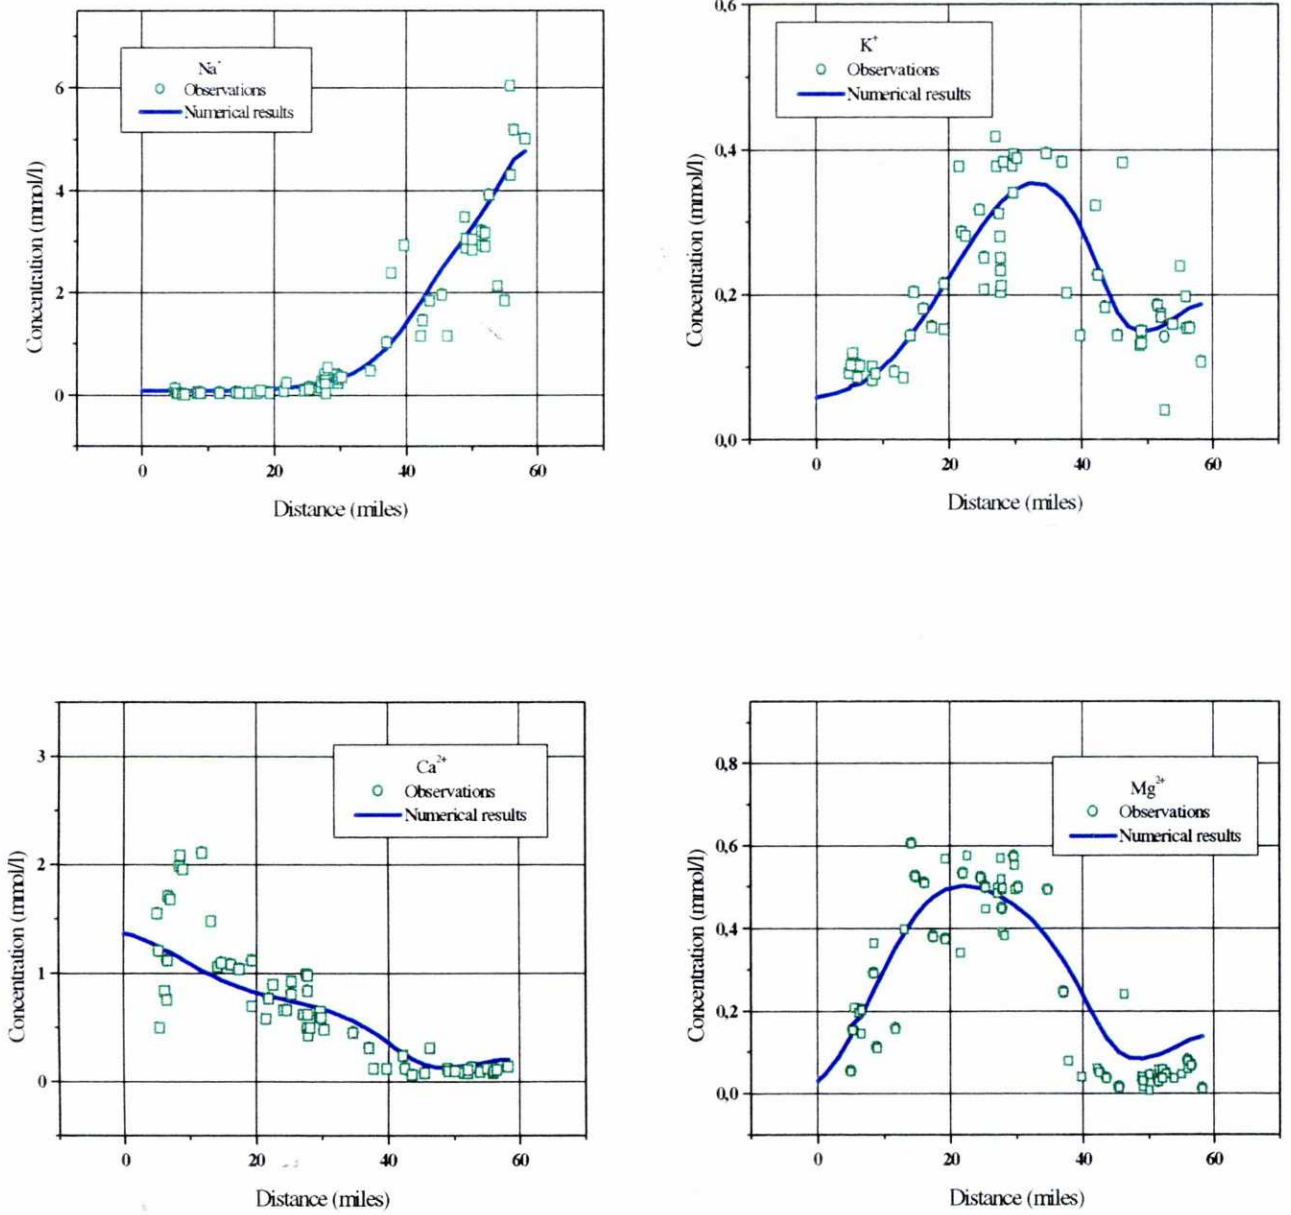 Na⁺
Observations
Numerical results
6
4
2
0
Concentration (mmol/l)
0
20
40
60
Distance (miles)
K⁺
Observations
Numerical results
0,6
0,4
0,2
0,0
Concentration (mmol/l)
0
20
40
60
Distance (miles)
Ca²⁺
Observations
Numerical results
3
2
1
0
Concentration (mmol/l)
0
20
40
60
Distance (miles)
Mg²⁺
Observations
Numerical results
0,8
0,6
0,4
0,2
0,0
Concentration (mmol/l)
0
20
40
60
Distance (miles)